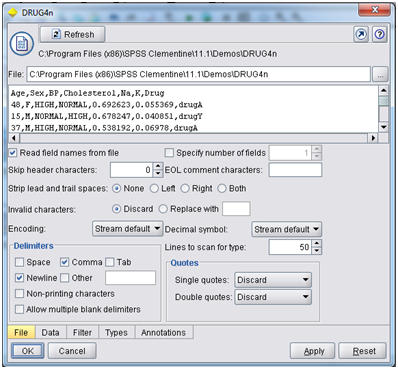 DRUG4n
Refresh
C:\Program Files (x86)\SPSS Clementine\11.1\Demos\DRUG4n
File: C:\Program Files (x86)\SPSS Clementine\11.1\Demos\DRUG4n ...
Age,Sex,BP,Cholesterol,Na,K,Drug
48,F,HIGH,NORMAL,0.692623,0.055369,drugA
15,M,NORMAL,HIGH,0.678247,0.040851,drugY
37,M,HIGH,NORMAL,0.538192,0.06978,drugA
Read field names from file Specify number of fields 1
Skip header characters: 0 EOL comment characters:
Strip lead and trail spaces: None Left Right Both
Invalid characters: Discard Replace with
Encoding: Stream default Decimal symbol: Stream default
Delimiters Lines to scan for type: 50
Space Comma Tab Quotes
Newline Other Single quotes: Discard
Non-printing characters Double quotes: Discard
Allow multiple blank delimiters
File Data Filter Types Annotations
OK Cancel Apply Reset